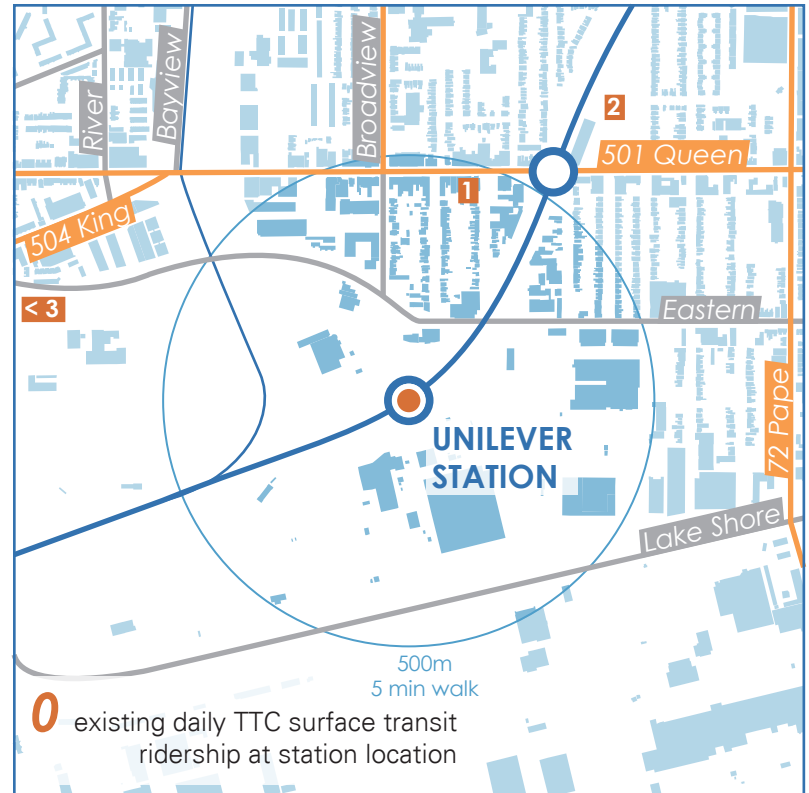 River
Bayview
Broadview
2
501 Queen
1
504 King
< 3
Eastern
72 Pape
UNILEVER
STATION
Lake Shore
500m
5 min walk
0 existing daily TTC surface transit
ridership at station location